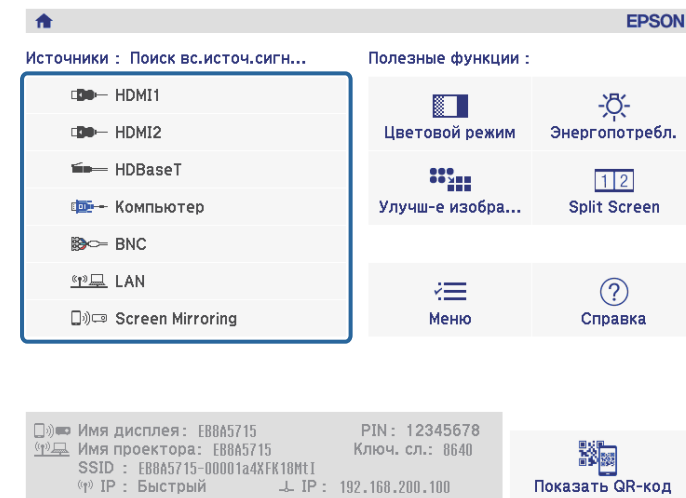 EPSON
Источники : Поиск вс.источ.сигн...
HDMI1
HDMI2
HDBaseT
Компьютер
BNC
LAN
Screen Mirroring
Полезные функции :
Цветовой режим
Энергопотребл.
Улучш-е изобра...
1 2
Split Screen
Меню
?
Справка
Имя дисплея : EB8A5715 PIN : 12345678
Имя проектора: EB8A5715 Ключ. сл.: 8640
SSID : EB8A5715-00001a4XFK18MtI
IP : Быстрый IP : 192.168.200.100
Показать QR-код